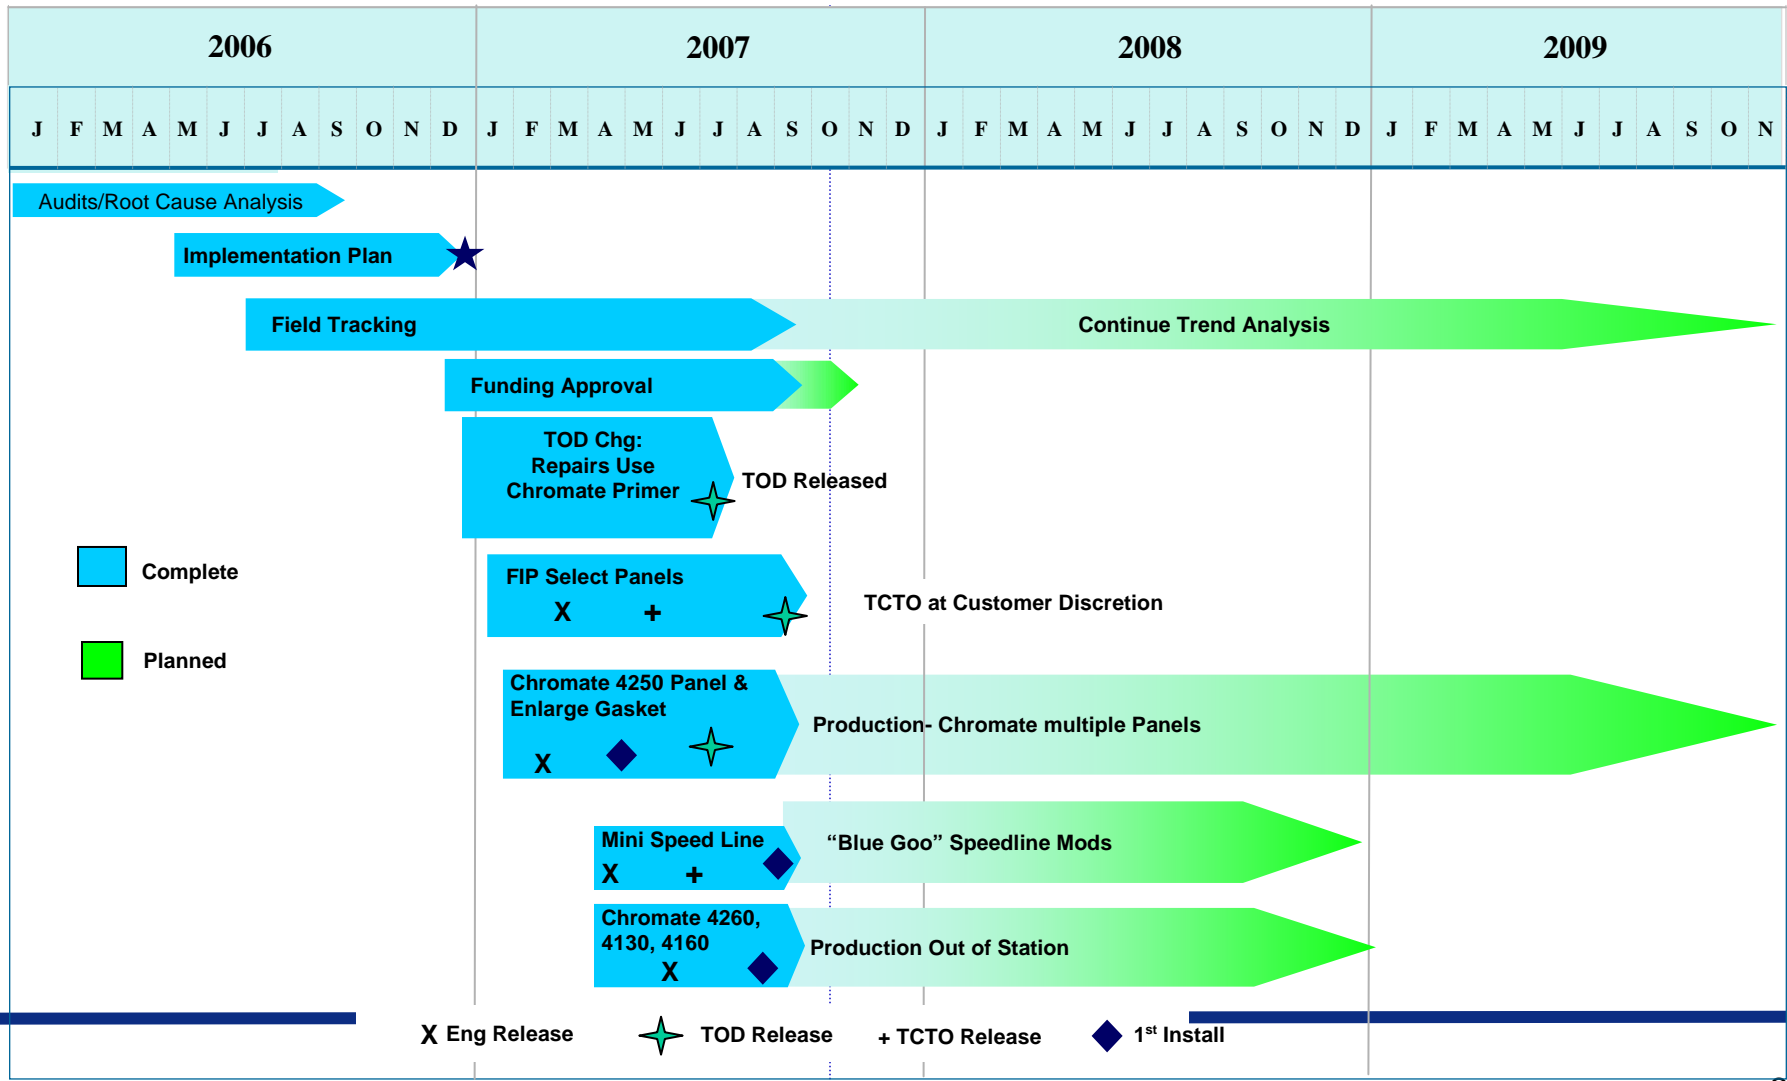 2006 2007 2008 2009
J F M A M J J A S O N D J F M A M J J A S O N D J F M A M J J A S O N D J F M A M J J A S O N
Audits/Root Cause Analysis
Implementation Plan
Field Tracking
Continue Trend Analysis
Funding Approval
TOD Chg:
Repairs Use
Chromate Primer
TOD Released
Complete
FIP Select Panels
X +
TCTO at Customer Discretion
Planned
Chromate 4250 Panel &
Enlarge Gasket
X
Production- Chromate multiple Panels
Mini Speed Line
X +
“Blue Goo” Speedline Mods
Chromate 4260,
4130, 4160
X
Production Out of Station
X Eng Release
TOD Release
+ TCTO Release
1st Install